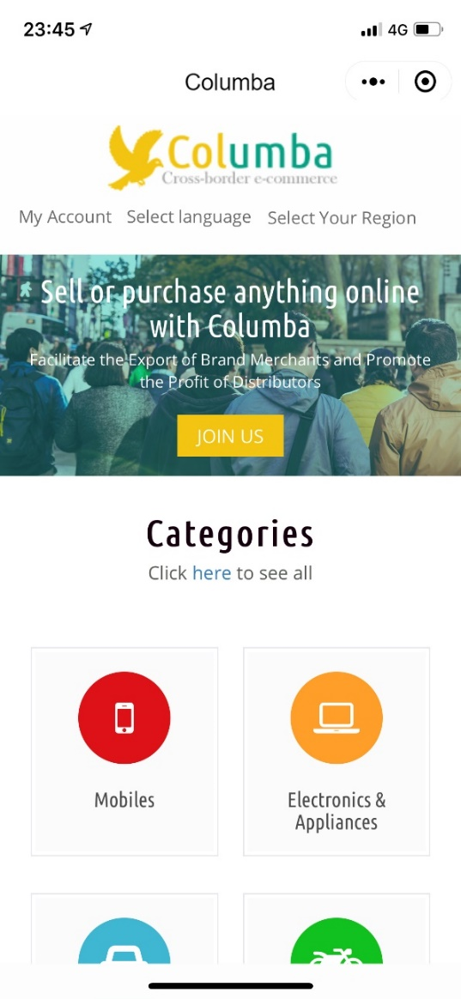 23:45
4G
Columba
Columba
Cross-border e-commerce
My Account Select language Select Your Region
Sell or purchase anything online
with Columba
Facilitate the Export of Brand Merchants and Promote
the Profit of Distributors
JOIN US
Categories
Click here to see all
Mobiles
Electronics &
Appliances